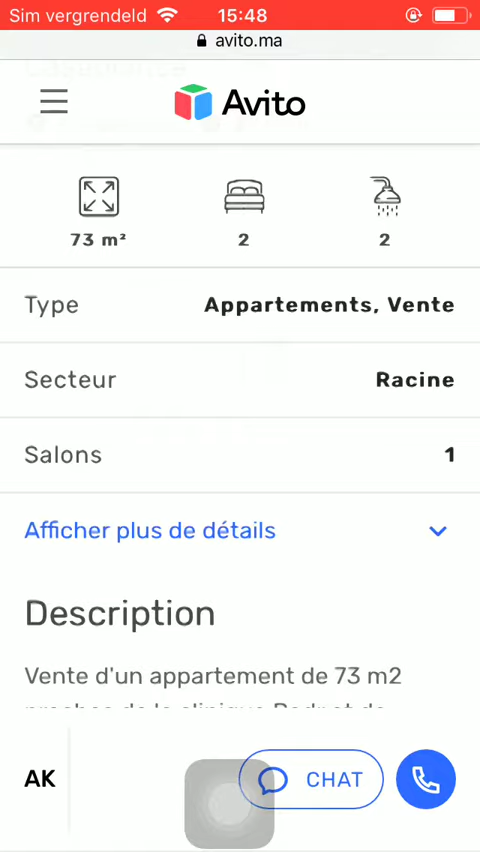 Sim vergrendeld 15:48
avito.ma
Avito
73 m² 2 2
Type Appartements, Vente
Secteur Racine
Salons 1
Afficher plus de détails
Description
Vente d'un appartement de 73 m2
AK CHAT